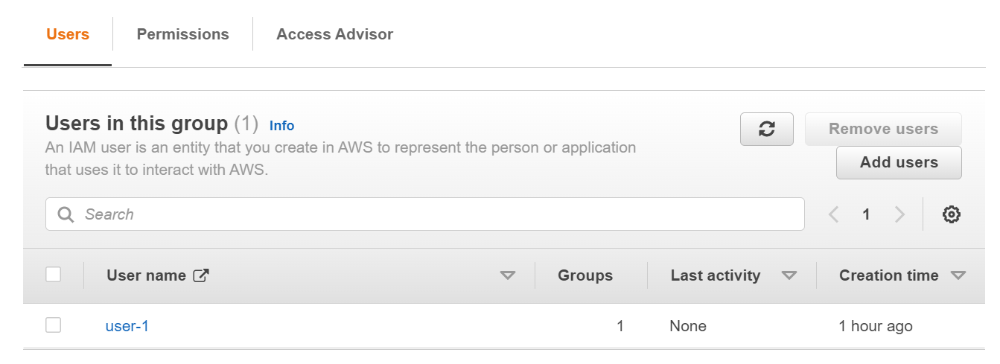 Users Permissions Access Advisor
Users in this group (1) Info
An IAM user is an entity that you create in AWS to represent the person or application
that uses it to interact with AWS.
Remove users
Add users
Search
1
User name Groups Last activity Creation time
user-1 1 None 1 hour ago